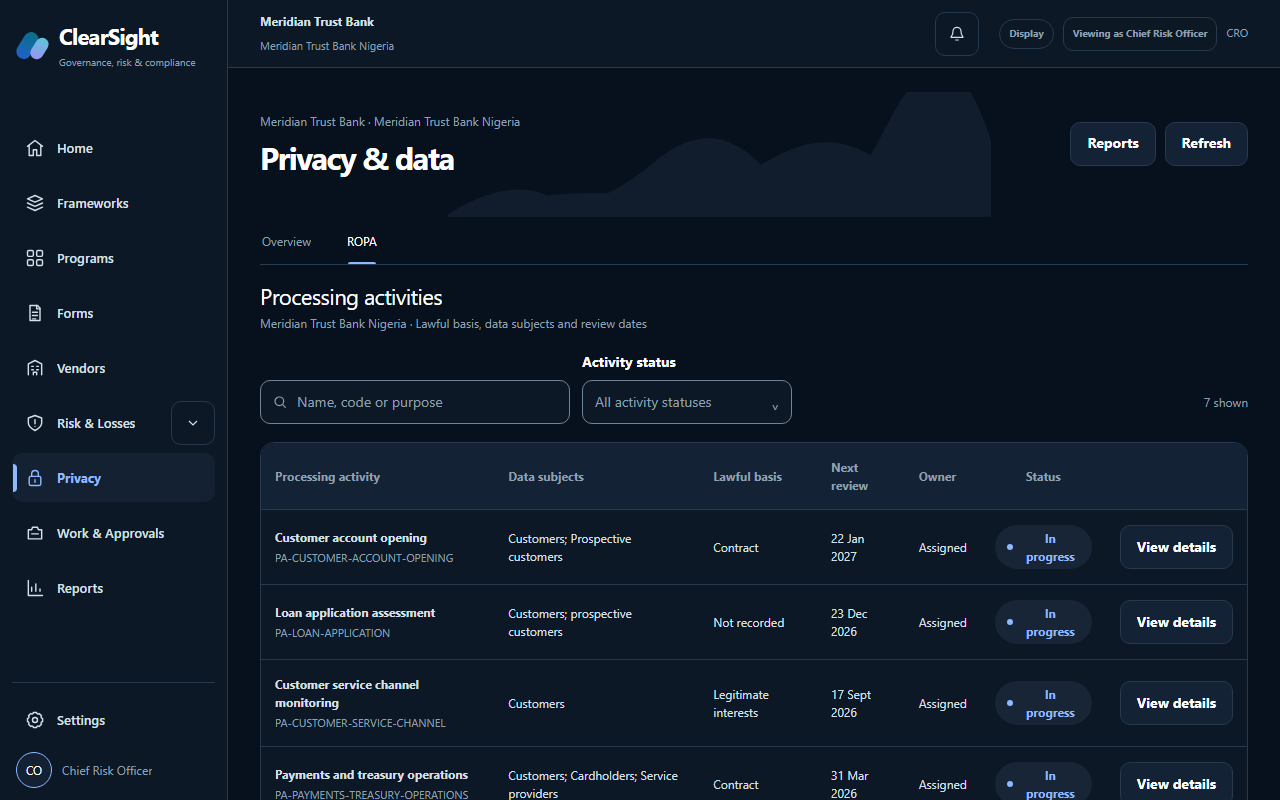 ClearSight
Governance, risk & compliance
Home
Frameworks
Programs
Forms
Vendors
Risk & Losses
Privacy
Work & Approvals
Reports
Settings
CO
Chief Risk Officer
Meridian Trust Bank
Meridian Trust Bank Nigeria
Display
Viewing as Chief Risk Officer
CRO
Meridian Trust Bank · Meridian Trust Bank Nigeria
Privacy & data
Reports
Refresh
Overview
ROPA
Processing activities
Meridian Trust Bank Nigeria · Lawful basis, data subjects and review dates
Activity status
Name, code or purpose
All activity statuses
7 shown
Processing activity
Data subjects
Lawful basis
Next
review
Owner
Status
Customer account opening
PA-CUSTOMER-ACCOUNT-OPENING
Customers; Prospective
customers
Contract
22 Jan
2027
Assigned
In
progress
View details
Loan application assessment
PA-LOAN-APPLICATION
Customers; prospective
customers
Not recorded
23 Dec
2026
Assigned
In
progress
View details
Customer service channel
monitoring
PA-CUSTOMER-SERVICE-CHANNEL
Customers
Legitimate
interests
17 Sept
2026
Assigned
In
progress
View details
Payments and treasury operations
PA-PAYMENTS-TREASURY-OPERATIONS
Customers; Cardholders; Service
providers
Contract
31 Mar
2026
Assigned
In
progress
View details